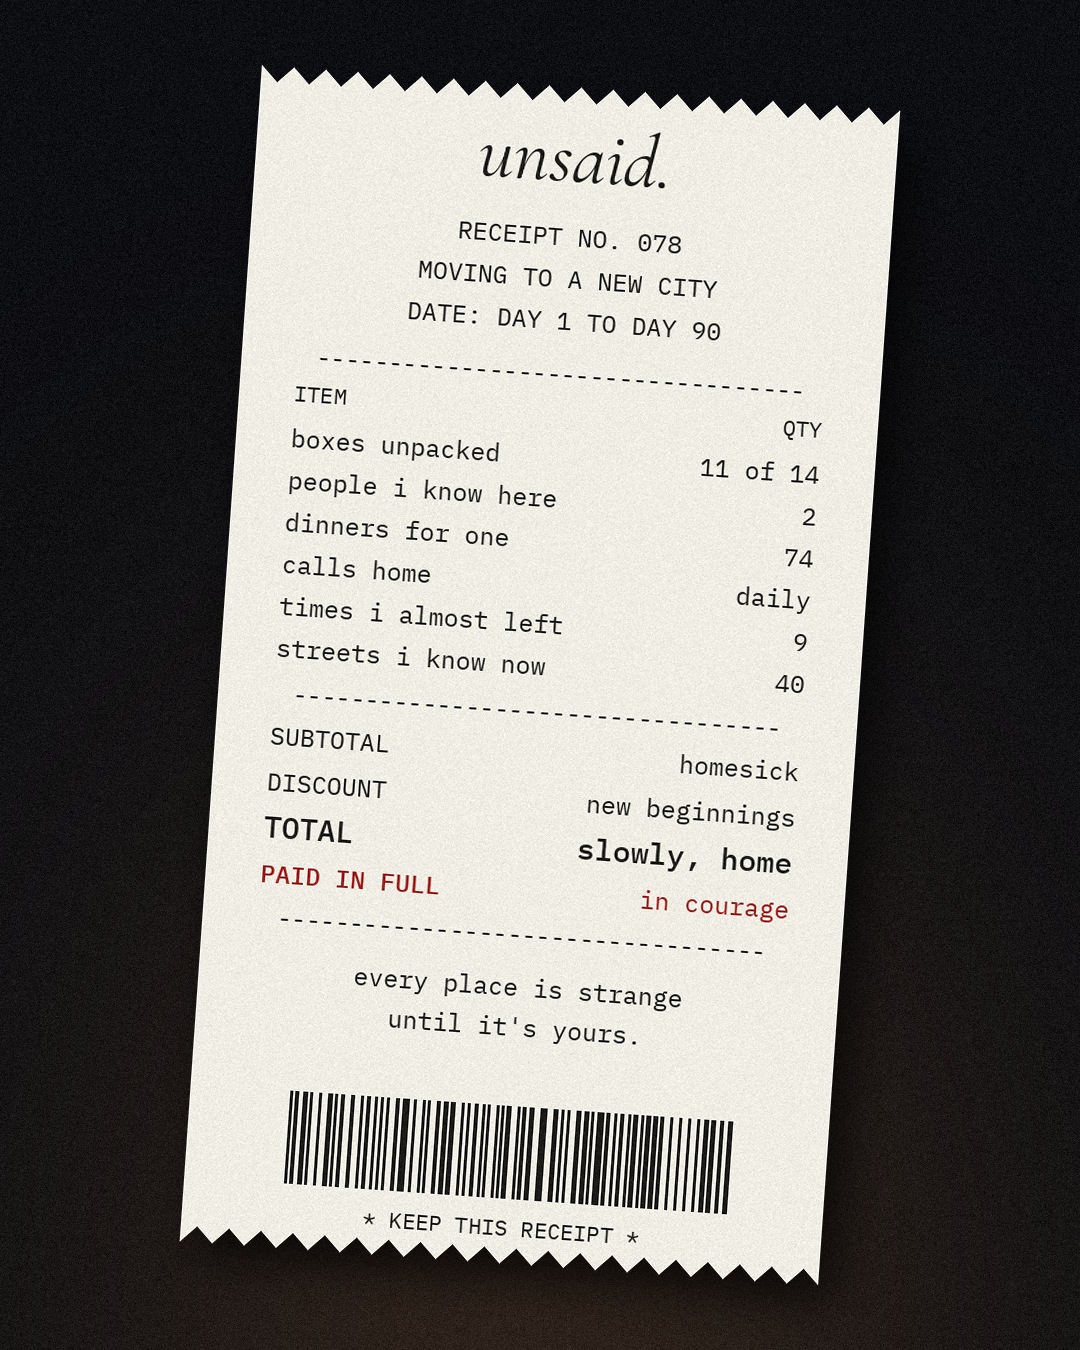 unsaid.
RECEIPT NO. 078
MOVING TO A NEW CITY
DATE: DAY 1 TO DAY 90
----------------------------------
ITEM QTY
boxes unpacked 11 of 14
people i know here 2
dinners for one 74
calls home daily
times i almost left 9
streets i know now 40
----------------------------------
SUBTOTAL homesick
DISCOUNT new beginnings
TOTAL slowly, home
PAID IN FULL in courage
----------------------------------
every place is strange
until it's yours.
* KEEP THIS RECEIPT *